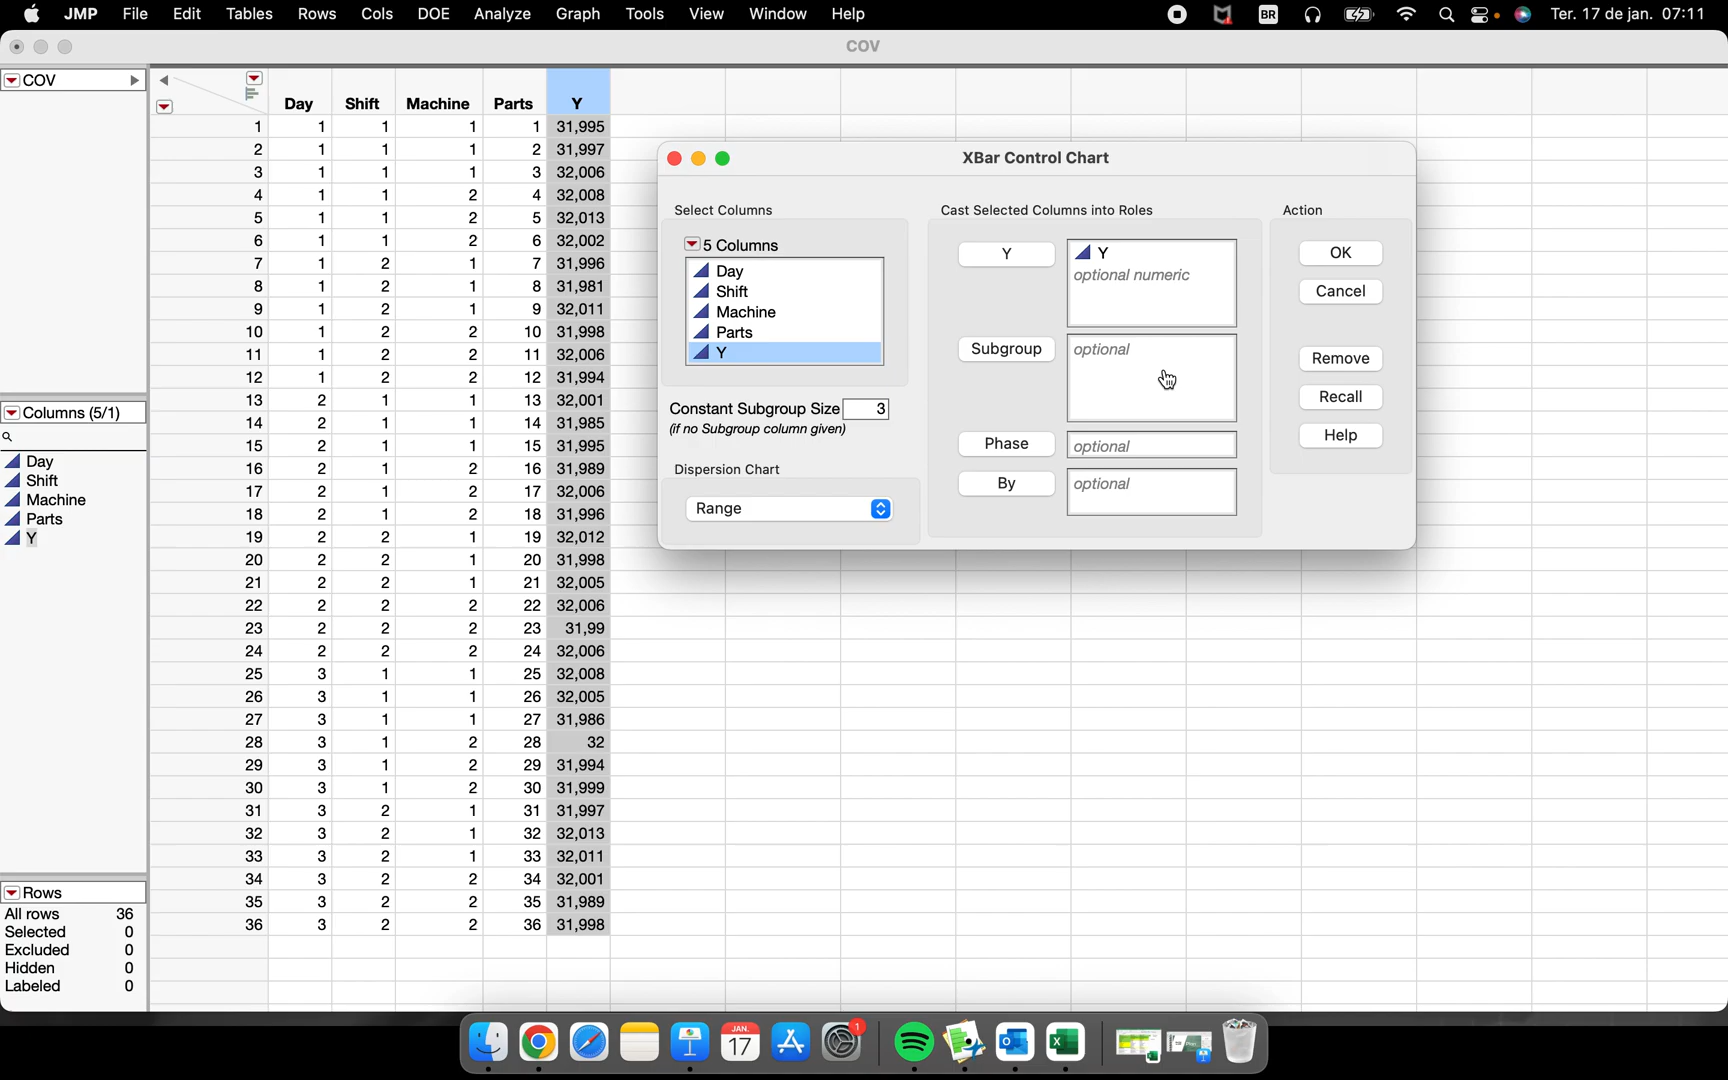 JMP File Edit Tables Rows Cols DOE Analyze Graph Tools View Window Help BR Ter. 17 de jan. 07:11
COV
COV
Day Shift Machine Parts Y
1 1 1 1 1 31,995
2 1 1 1 2 31,997
3 1 1 1 3 32,006
4 1 1 2 4 32,008
5 1 1 2 5 32,013
6 1 1 2 6 32,002
7 1 2 1 7 31,996
8 1 2 1 8 31,981
9 1 2 1 9 32,011
10 1 2 2 10 31,998
11 1 2 2 11 32,006
12 1 2 2 12 31,994
13 2 1 1 13 32,001
14 2 1 1 14 31,985
15 2 1 1 15 31,995
16 2 1 2 16 31,989
17 2 1 2 17 32,006
18 2 1 2 18 31,996
19 2 2 1 19 32,012
20 2 2 1 20 31,998
21 2 2 1 21 32,005
22 2 2 2 22 32,006
23 2 2 2 23 31,99
24 2 2 2 24 32,006
25 3 1 1 25 32,008
26 3 1 1 26 32,005
27 3 1 1 27 31,986
28 3 1 2 28 32
29 3 1 2 29 31,994
30 3 1 2 30 31,999
31 3 2 1 31 31,997
32 3 2 1 32 32,013
33 3 2 1 33 32,011
34 3 2 2 34 32,001
35 3 2 2 35 31,989
36 3 2 2 36 31,998
Columns (5/1)
Day
Shift
Machine
Parts
Y
Rows
All rows 36
Selected 0
Excluded 0
Hidden 0
Labeled 0
XBar Control Chart
Select Columns
5 Columns
Day
Shift
Machine
Parts
Y
Constant Subgroup Size 3
(if no Subgroup column given)
Dispersion Chart
Range
Cast Selected Columns into Roles
Y Y
optional numeric
Subgroup optional
Phase optional
By optional
Action
OK
Cancel
Remove
Recall
Help
JAN.
17
1